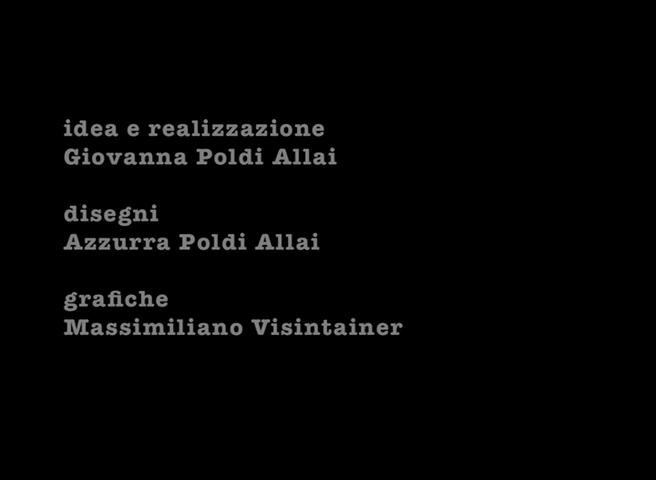 idea e realizzazione
Giovanna Poldi Allai
disegni
Azzurra Poldi Allai
grafiche
Massimiliano Visintainer